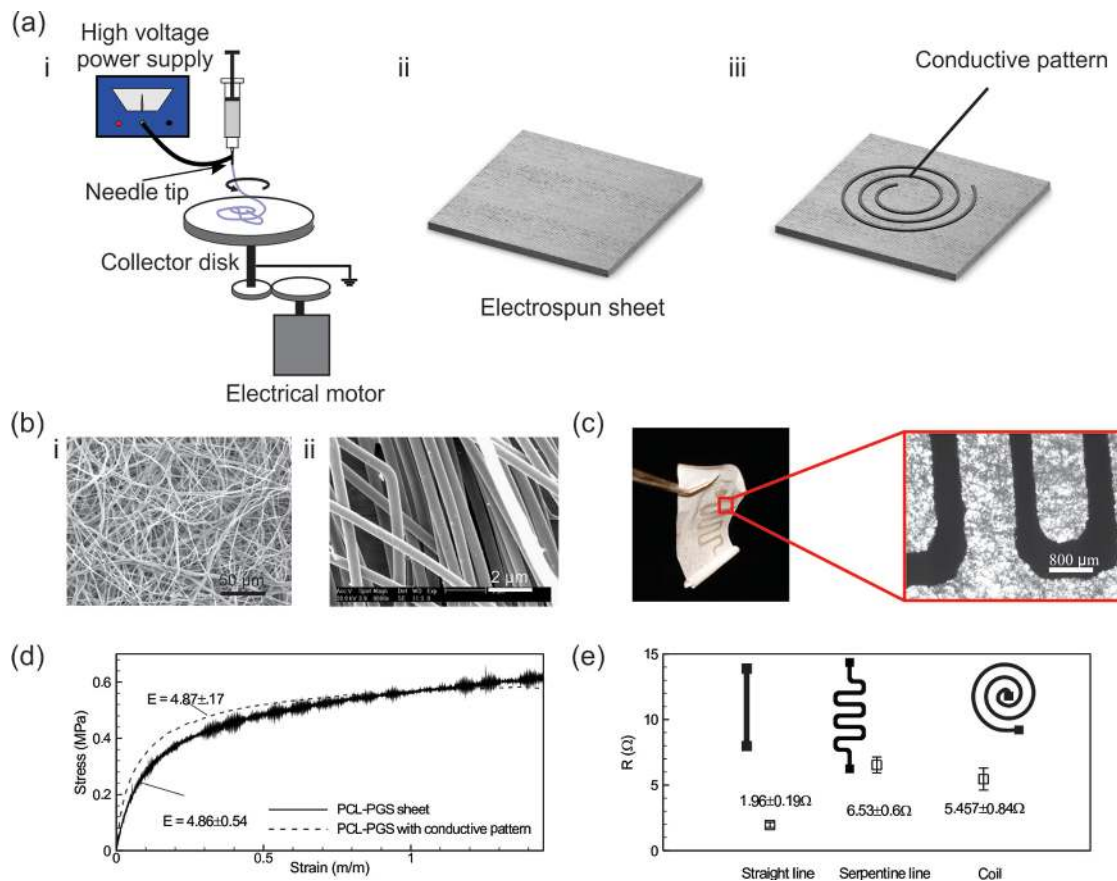 (a)
High voltage
power supply
i
ii
iii
Conductive pattern
Needle tip
Collector disk
Electrical motor
Electrospun sheet
(b)
i
50 µm
ii
2 µm
(c)
800 µm
(d)
Stress (MPa)
0.6
0.4
0.2
0
E = 4.87±.17
E = 4.86±0.54
PCL-PGS sheet
PCL-PGS with conductive pattern
0
0.5
1
Strain (m/m)
(e)
R (Ω)
15
10
5
0
1.96±0.19Ω
6.53±0.6Ω
5.457±0.84Ω
Straight line
Serpentine line
Coil